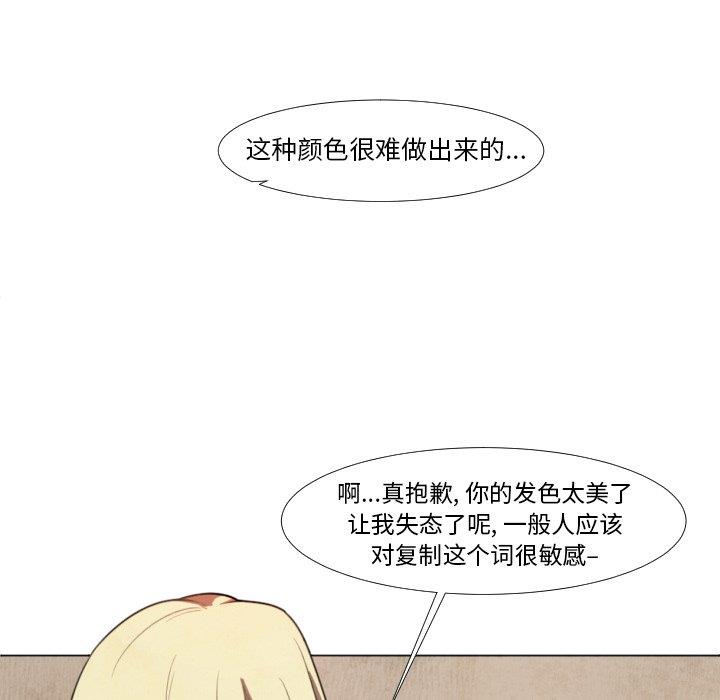 这种颜色很难做出来的...
啊...真抱歉, 你的发色太美了
让我失态了呢, 一般人应该
对复制这个词很敏感–